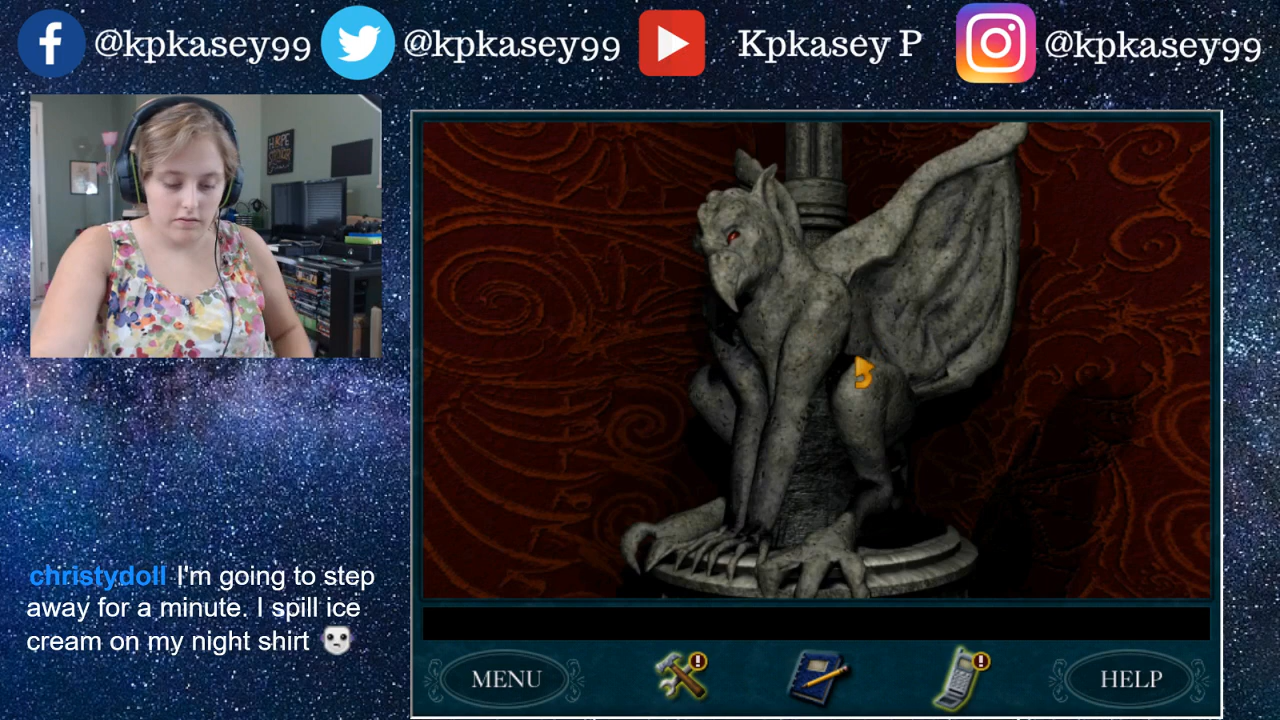 @kpkasey99 @kpkasey99 Kpkasey P @kpkasey99
christydoll I'm going to step
away for a minute. I spill ice
cream on my night shirt
MENU HELP